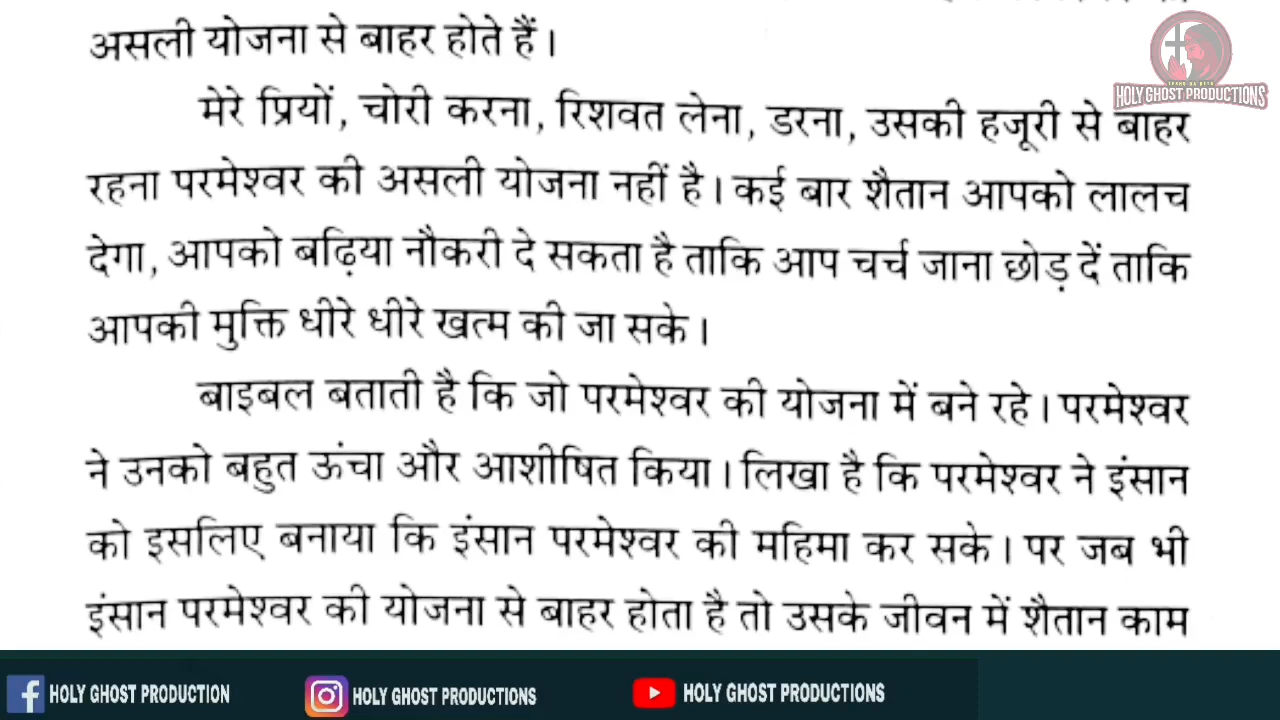 असली योजना से बाहर होते हैं।
मेरे प्रियों, चोरी करना, रिशवत लेना, डरना, उसकी हजूरी से बाहर
रहना परमेश्वर की असली योजना नहीं है। कई बार शैतान आपको लालच
देगा, आपको बढ़िया नौकरी दे सकता है ताकि आप चर्च जाना छोड़ दें ताकि
आपकी मुक्ति धीरे धीरे खत्म की जा सके।
बाइबल बताती है कि जो परमेश्वर की योजना में बने रहे। परमेश्वर
ने उनको बहुत ऊंचा और आशीषित किया। लिखा है कि परमेश्वर ने इंसान
को इसलिए बनाया कि इंसान परमेश्वर की महिमा कर सके। पर जब भी
इंसान परमेश्वर की योजना से बाहर होता है तो उसके जीवन में शैतान काम
HOLY GHOST PRODUCTIONS
HOLY GHOST PRODUCTION
HOLY GHOST PRODUCTIONS
HOLY GHOST PRODUCTIONS